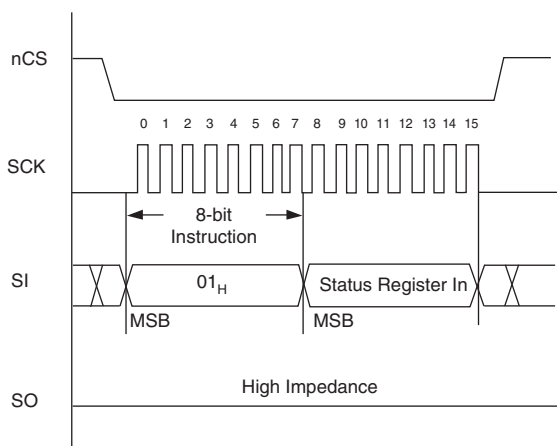 nCS
0 1 2 3 4 5 6 7 8 9 10 11 12 13 14 15
SCK
8-bit
Instruction
SI
01H
Status Register In
MSB
MSB
High Impedance
SO